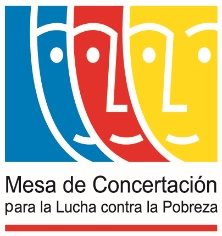 Mesa de Concertación
para la Lucha contra la Pobreza